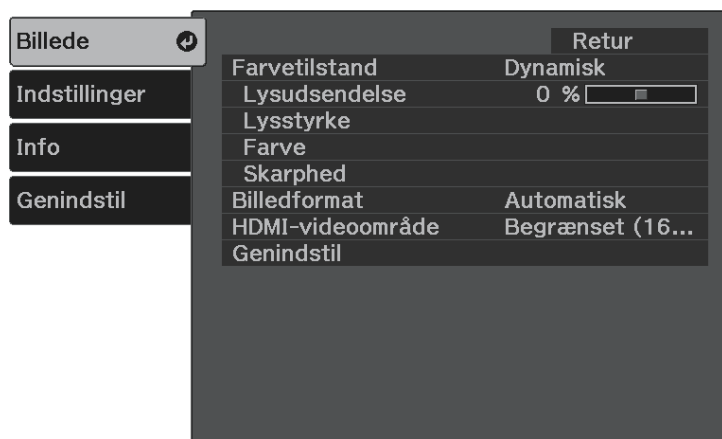 Billede
Indstillinger
Info
Genindstil
Retur
Farvetilstand Dynamisk
Lysudsendelse 0 %
Lysstyrke
Farve
Skarphed
Billedformat Automatisk
HDMI-videoområde Begrænset (16...
Genindstil